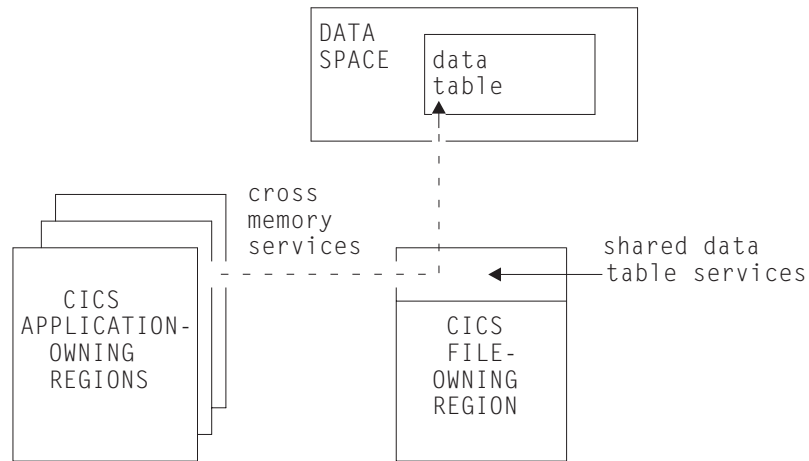 DATA
SPACE
data
table
cross
memory
services
shared data
table services
CICS
APPLICATION-
OWNING
REGIONS
CICS
FILE-
OWNING
REGION